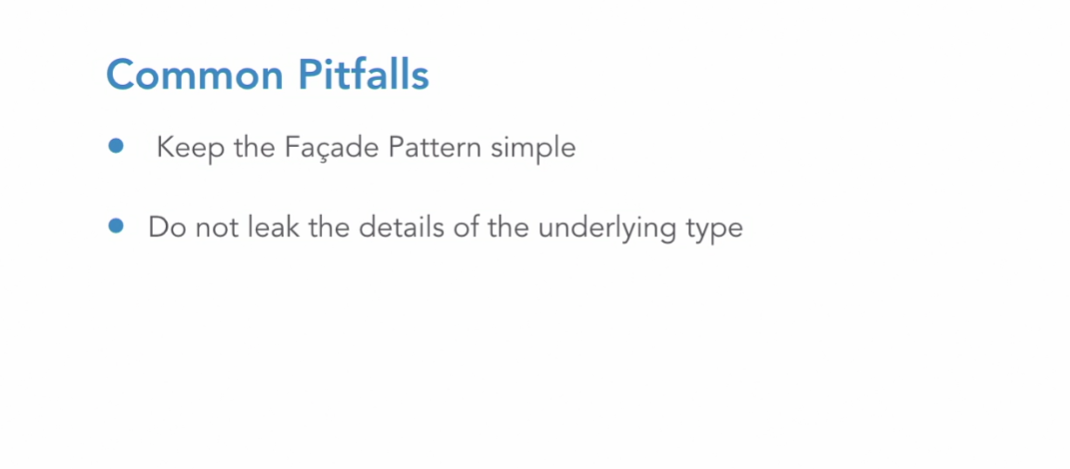 Common Pitfalls
• Keep the Façade Pattern simple
• Do not leak the details of the underlying type